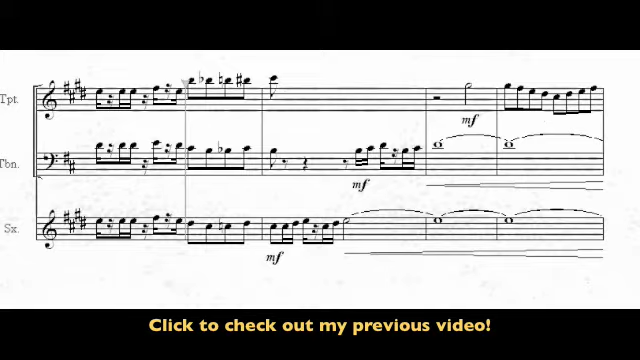 Tpt.
mf
Tbn.
mf
Sx.
mf
Click to check out my previous video!